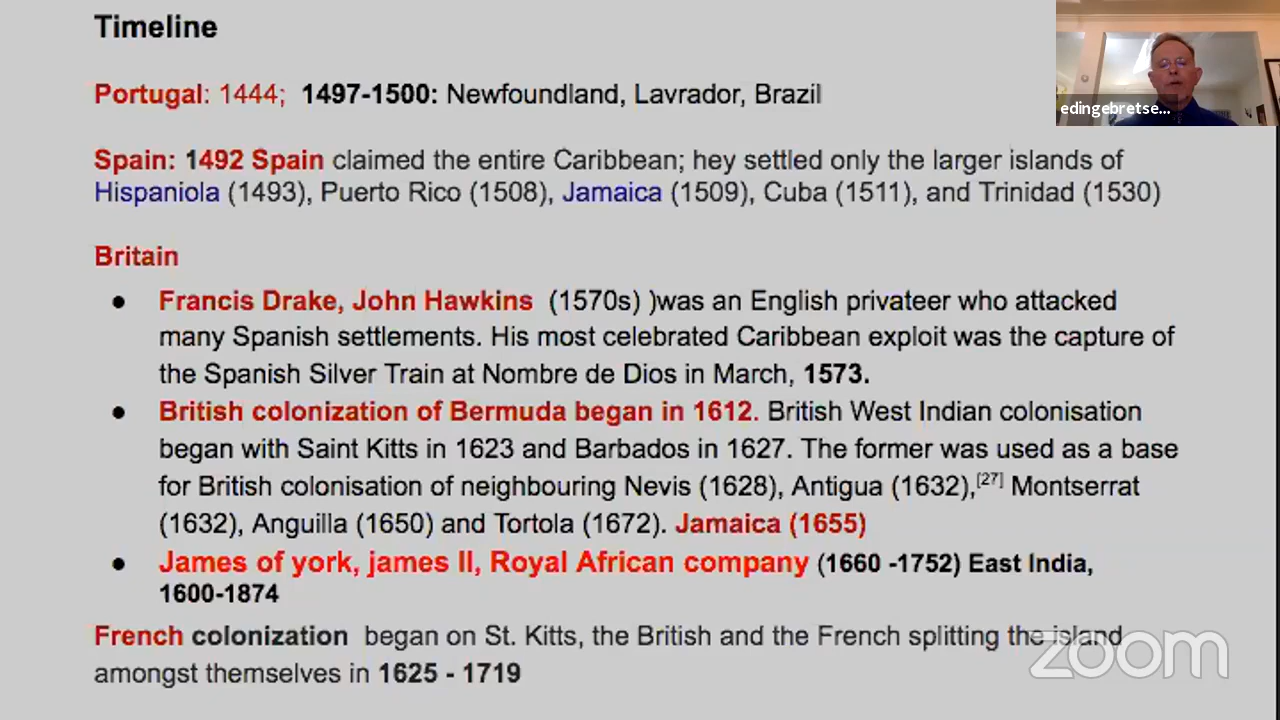 Timeline
edingebretse...
Portugal: 1444; 1497-1500: Newfoundland, Lavrador, Brazil
Spain: 1492 Spain claimed the entire Caribbean; hey settled only the larger islands of
Hispaniola (1493), Puerto Rico (1508), Jamaica (1509), Cuba (1511), and Trinidad (1530)
Britain
● Francis Drake, John Hawkins (1570s) )was an English privateer who attacked
many Spanish settlements. His most celebrated Caribbean exploit was the capture of
the Spanish Silver Train at Nombre de Dios in March, 1573.
● British colonization of Bermuda began in 1612. British West Indian colonisation
began with Saint Kitts in 1623 and Barbados in 1627. The former was used as a base
for British colonisation of neighbouring Nevis (1628), Antigua (1632),[27] Montserrat
(1632), Anguilla (1650) and Tortola (1672). Jamaica (1655)
● James of york, james II, Royal African company (1660 -1752) East India,
1600-1874
French colonization began on St. Kitts, the British and the French splitting the island
amongst themselves in 1625 - 1719
zoom